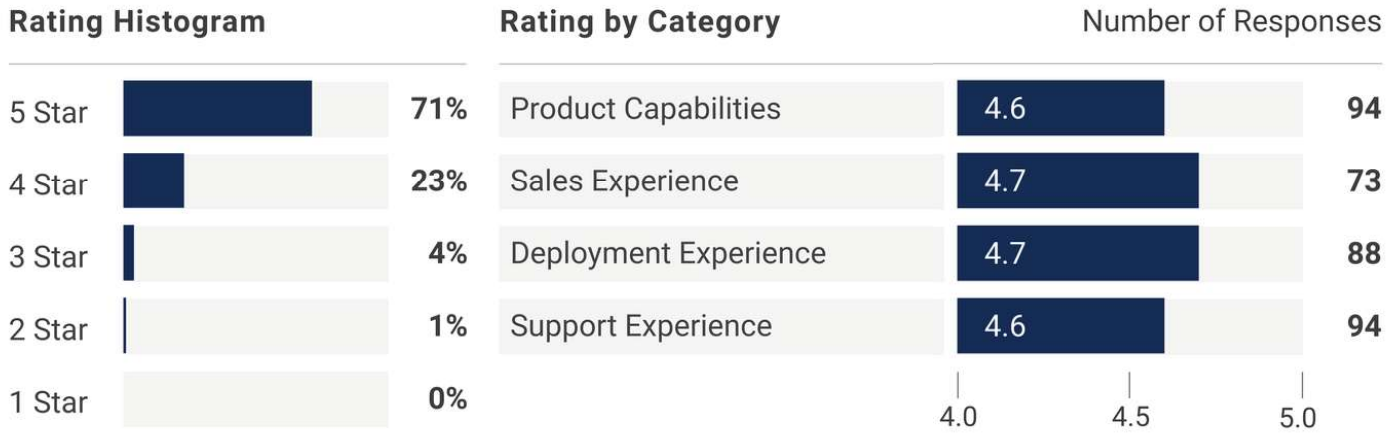 Rating Histogram
5 Star 71%
4 Star 23%
3 Star 4%
2 Star 1%
1 Star 0%
Rating by Category Number of Responses
Product Capabilities 4.6 94
Sales Experience 4.7 73
Deployment Experience 4.7 88
Support Experience 4.6 94
4.0 4.5 5.0